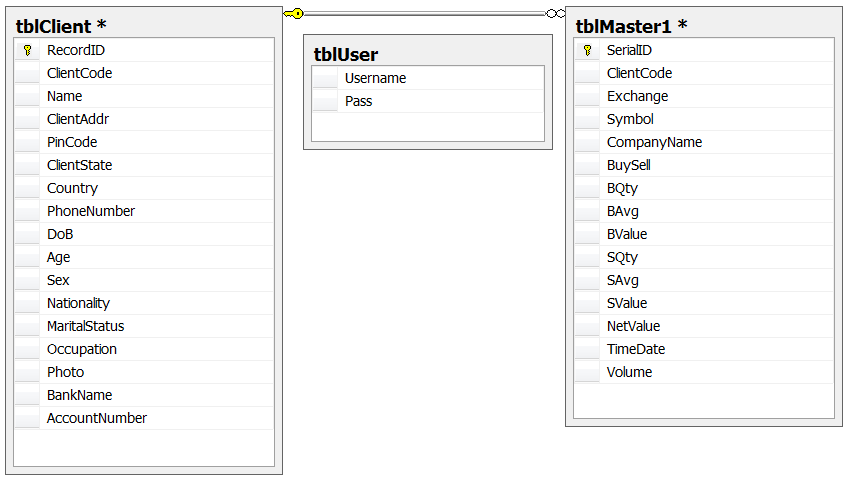 tblClient *
RecordID
ClientCode
Name
ClientAddr
PinCode
ClientState
Country
PhoneNumber
DoB
Age
Sex
Nationality
MaritalStatus
Occupation
Photo
BankName
AccountNumber
tblUser
Username
Pass
tblMaster1 *
SerialID
ClientCode
Exchange
Symbol
CompanyName
BuySell
BQty
BAvg
BValue
SQty
SAvg
SValue
NetValue
TimeDate
Volume